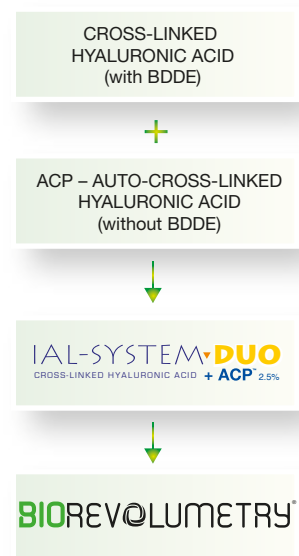 CROSS-LINKED
HYALURONIC ACID
(with BDDE)
+
ACP – AUTO-CROSS-LINKED
HYALURONIC ACID
(without BDDE)
IAL-SYSTEM DUO
CROSS-LINKED HYALURONIC ACID + ACP™ 2.5%
BIOREVOLUMETRY®